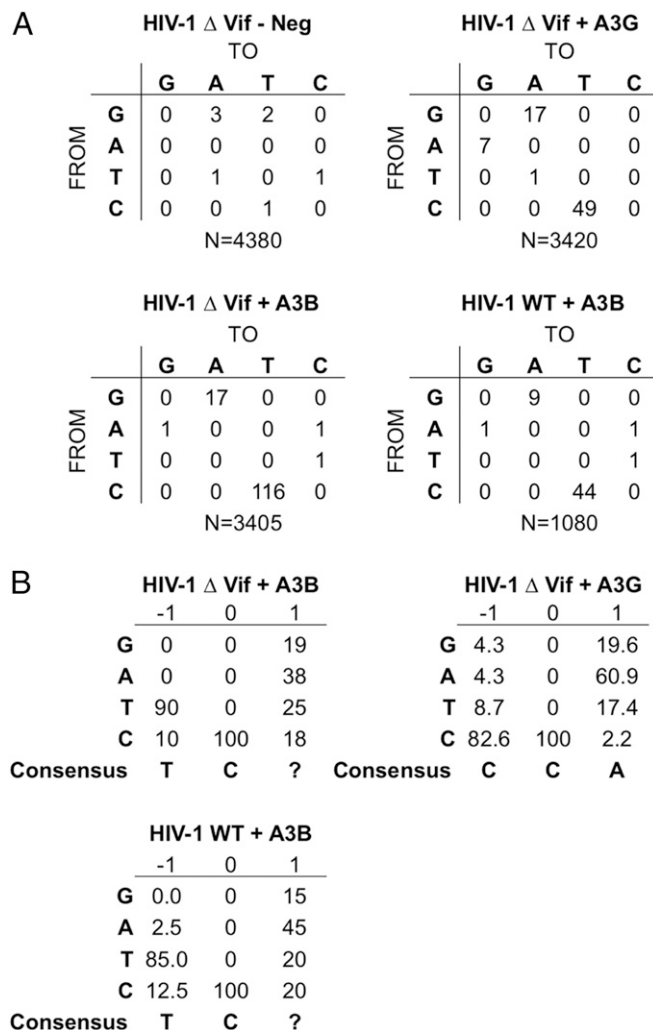 A
HIV-1 Δ Vif - Neg
TO
G A T C
FROM
G 0 3 2 0
A 0 0 0 0
T 0 1 0 1
C 0 0 1 0
N=4380
HIV-1 Δ Vif + A3G
TO
G A T C
FROM
G 0 17 0 0
A 7 0 0 0
T 0 1 0 0
C 0 0 49 0
N=3420
HIV-1 Δ Vif + A3B
TO
G A T C
FROM
G 0 17 0 0
A 1 0 0 1
T 0 0 0 1
C 0 0 116 0
N=3405
HIV-1 WT + A3B
TO
G A T C
FROM
G 0 9 0 0
A 1 0 0 1
T 0 0 0 1
C 0 0 44 0
N=1080
B
HIV-1 Δ Vif + A3B
-1 0 1
G 0 0 19
A 0 0 38
T 90 0 25
C 10 100 18
Consensus T C ?
HIV-1 Δ Vif + A3G
-1 0 1
G 4.3 0 19.6
A 4.3 0 60.9
T 8.7 0 17.4
C 82.6 100 2.2
Consensus C C A
HIV-1 WT + A3B
-1 0 1
G 0.0 0 15
A 2.5 0 45
T 85.0 0 20
C 12.5 100 20
Consensus T C ?